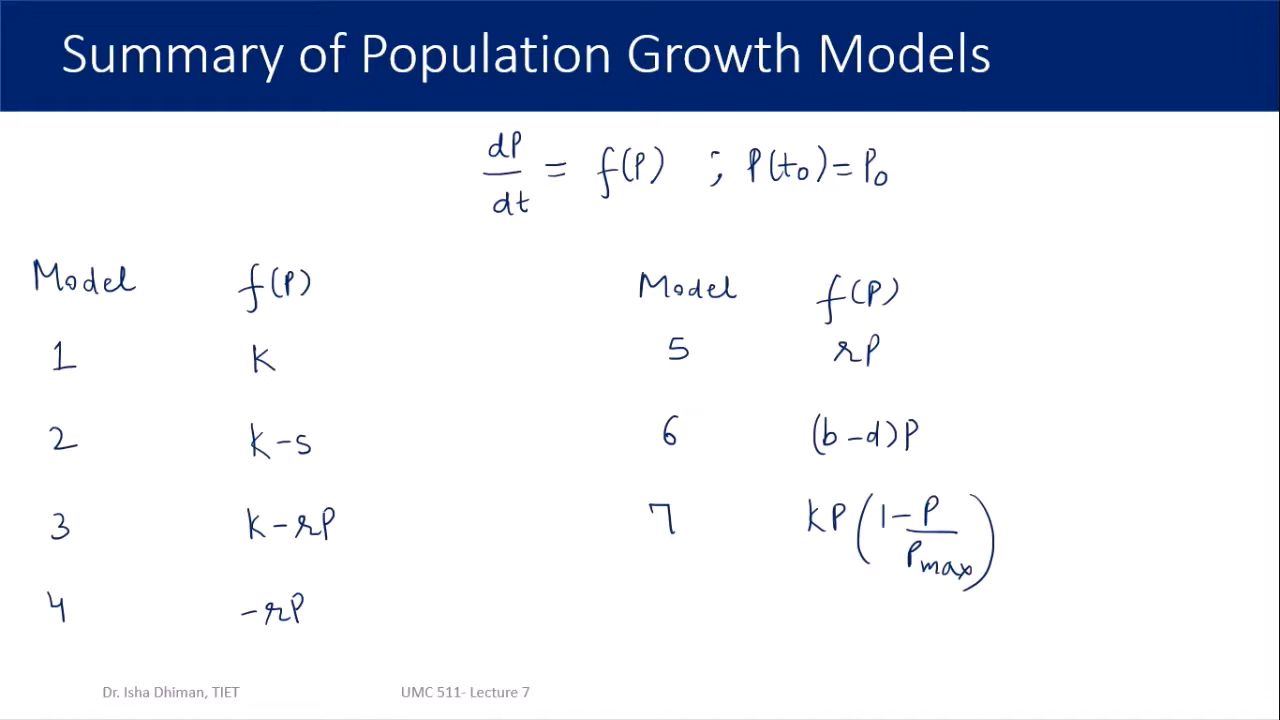 Summary of Population Growth Models
dP/dt = f(P) ; P(t₀) = P₀
Model f(P)
1 k
2 k - s
3 k - rP
4 - rP
Model f(P)
5 rP
6 (b - d)P
7 kP(1 - P/Pmax)
Dr. Isha Dhiman, TIET
UMC 511- Lecture 7